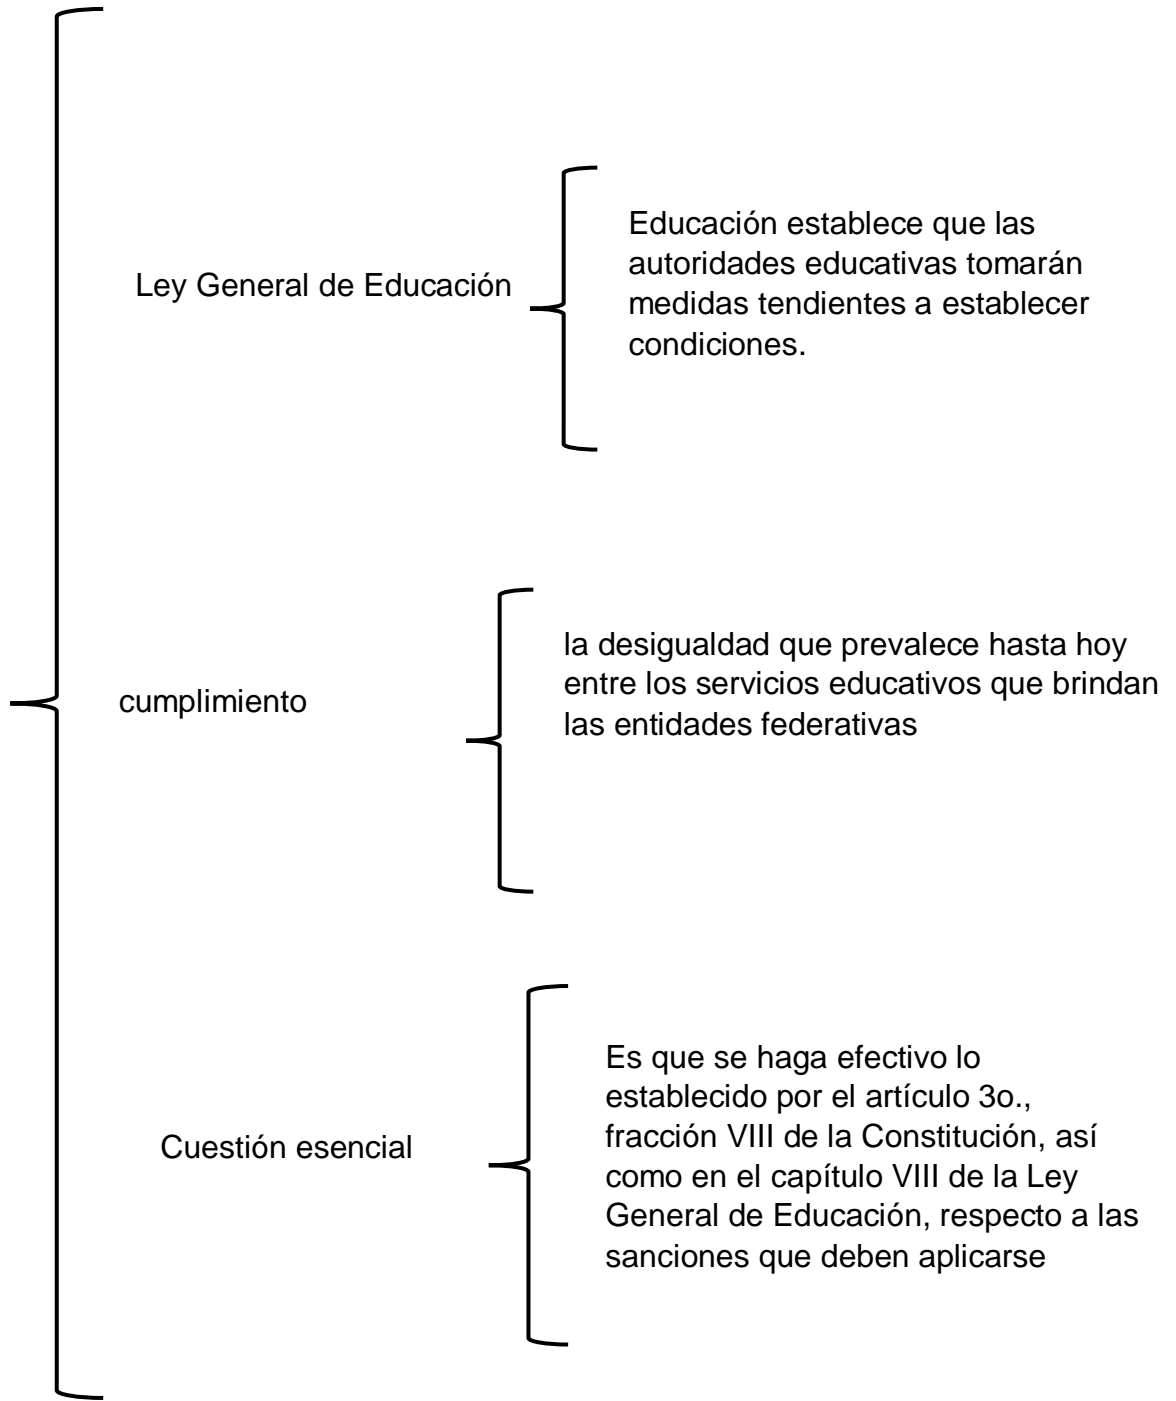 Ley General de Educación
Educación establece que las
autoridades educativas tomarán
medidas tendientes a establecer
condiciones.
cumplimiento
la desigualdad que prevalece hasta hoy
entre los servicios educativos que brindan
las entidades federativas
Cuestión esencial
Es que se haga efectivo lo
establecido por el artículo 3o.,
fracción VIII de la Constitución, así
como en el capítulo VIII de la Ley
General de Educación, respecto a las
sanciones que deben aplicarse